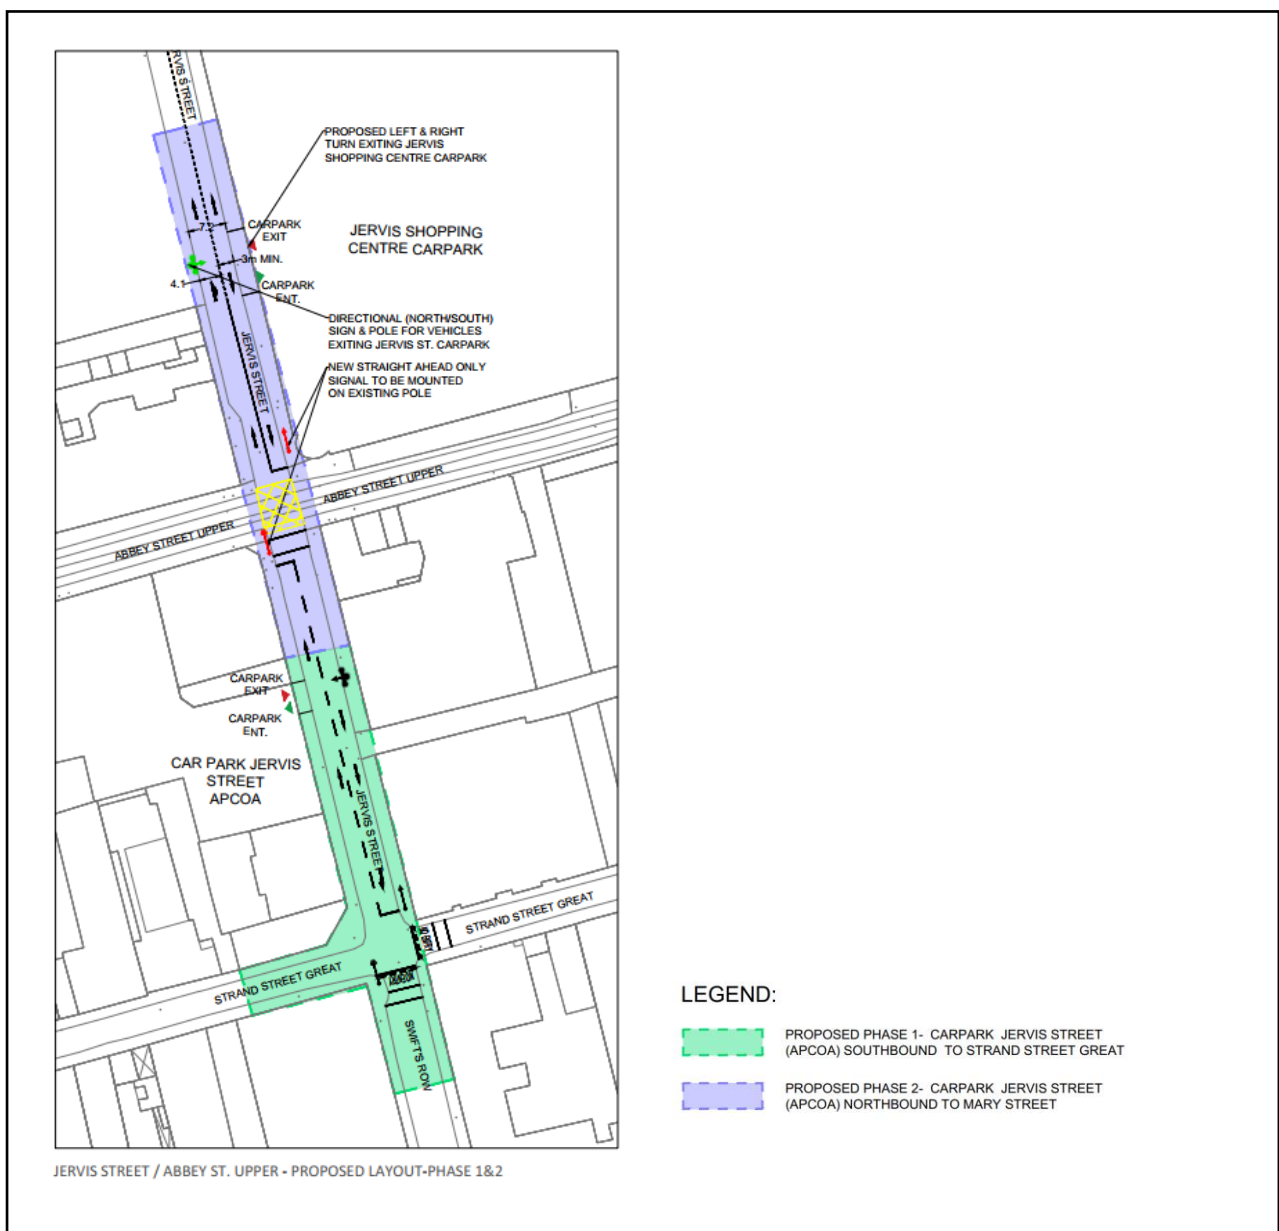 JERVIS STREET
PROPOSED LEFT & RIGHT
TURN EXITING JERVIS
SHOPPING CENTRE CARPARK
CARPARK
EXIT
JERVIS SHOPPING
CENTRE CARPARK
7.2
3m MIN.
4.1
CARPARK
ENT.
DIRECTIONAL (NORTH/SOUTH)
SIGN & POLE FOR VEHICLES
EXITING JERVIS ST. CARPARK
JERVIS STREET
NEW STRAIGHT AHEAD ONLY
SIGNAL TO BE MOUNTED
ON EXISTING POLE
ABBEY STREET UPPER
ABBEY STREET UPPER
CARPARK
EXIT
CARPARK
ENT.
CAR PARK JERVIS
STREET
APCOA
JERVIS STREET
STRAND STREET GREAT
STRAND STREET GREAT
SWIFT'S ROW
LEGEND:
PROPOSED PHASE 1- CARPARK JERVIS STREET
(APCOA) SOUTHBOUND TO STRAND STREET GREAT
PROPOSED PHASE 2- CARPARK JERVIS STREET
(APCOA) NORTHBOUND TO MARY STREET
JERVIS STREET / ABBEY ST. UPPER - PROPOSED LAYOUT-PHASE 1&2